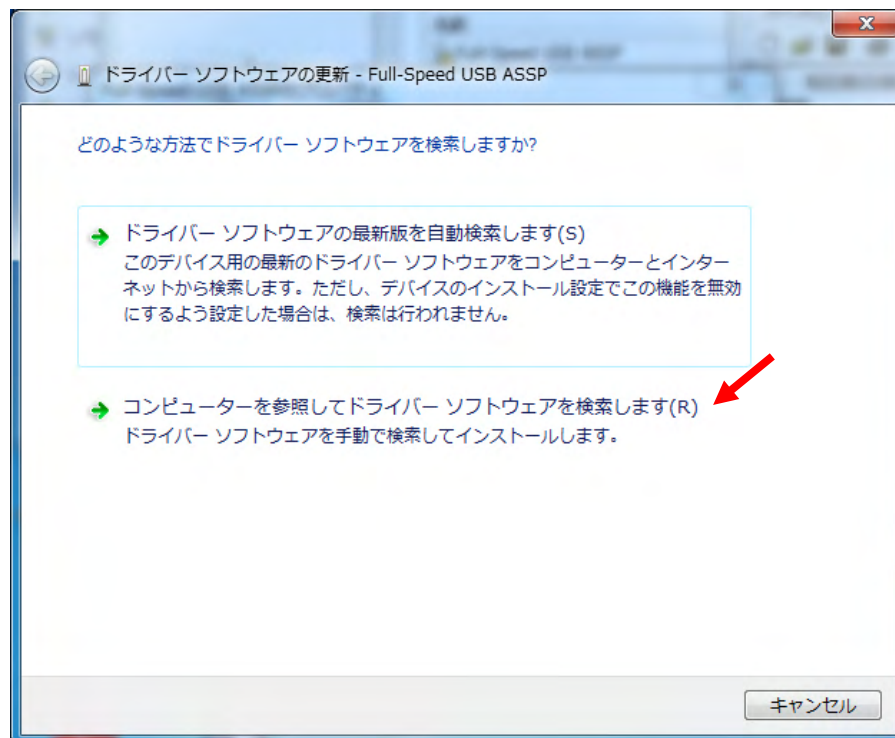 ドライバー ソフトウェアの更新 - Full-Speed USB ASSP
どのような方法でドライバー ソフトウェアを検索しますか?
ドライバー ソフトウェアの最新版を自動検索します(S)
このデバイス用の最新のドライバー ソフトウェアをコンピューターとインター
ネットから検索します。ただし、デバイスのインストール設定でこの機能を無効
にするよう設定した場合は、検索は行われません。
コンピューターを参照してドライバー ソフトウェアを検索します(R)
ドライバー ソフトウェアを手動で検索してインストールします。
キャンセル